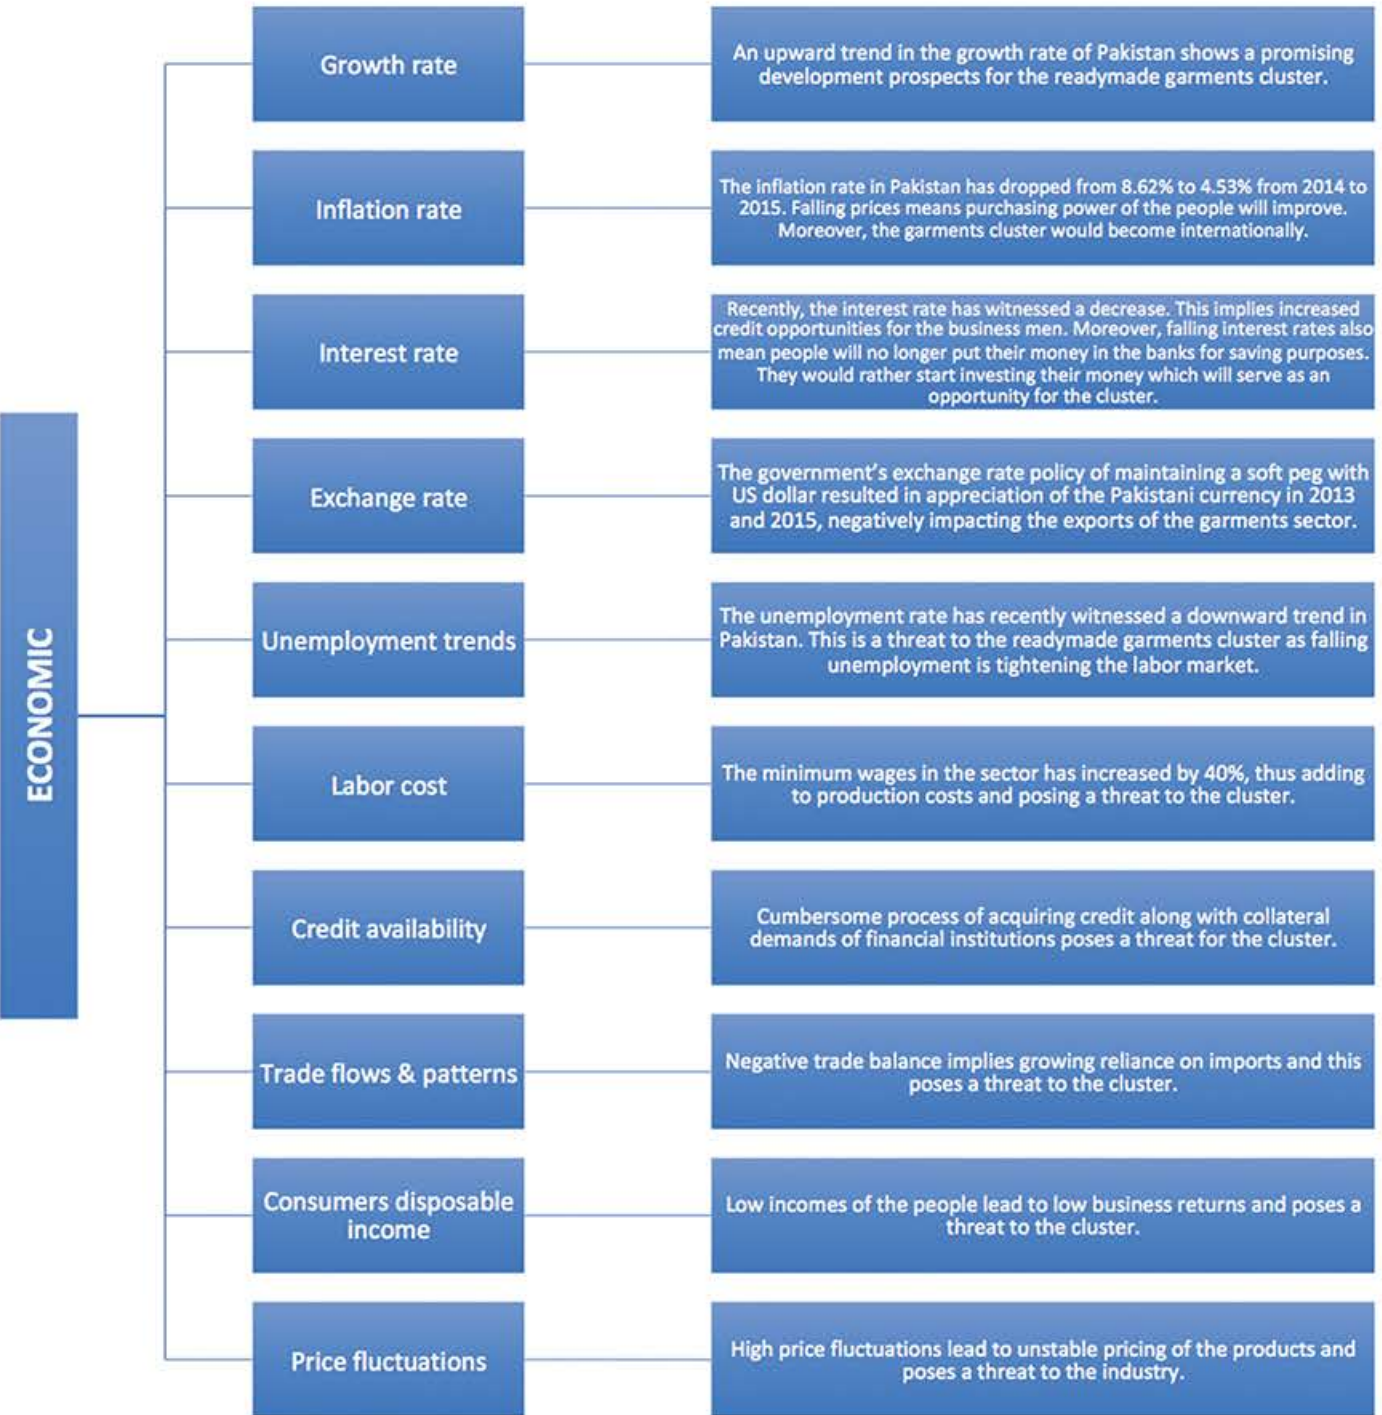 ECONOMIC
Growth rate
An upward trend in the growth rate of Pakistan shows a promising
development prospects for the readymade garments cluster.
Inflation rate
The inflation rate in Pakistan has dropped from 8.62% to 4.53% from 2014 to
2015. Falling prices means purchasing power of the people will improve.
Moreover, the garments cluster would become internationally.
Interest rate
Recently, the interest rate has witnessed a decrease. This implies increased
credit opportunities for the business men. Moreover, falling interest rates also
mean people will no longer put their money in the banks for saving purposes.
They would rather start investing their money which will serve as an
opportunity for the cluster.
Exchange rate
The government's exchange rate policy of maintaining a soft peg with
US dollar resulted in appreciation of the Pakistani currency in 2013
and 2015, negatively impacting the exports of the garments sector.
Unemployment trends
The unemployment rate has recently witnessed a downward trend in
Pakistan. This is a threat to the readymade garments cluster as falling
unemployment is tightening the labor market.
Labor cost
The minimum wages in the sector has increased by 40%, thus adding
to production costs and posing a threat to the cluster.
Credit availability
Cumbersome process of acquiring credit along with collateral
demands of financial institutions poses a threat for the cluster.
Trade flows & patterns
Negative trade balance implies growing reliance on imports and this
poses a threat to the cluster.
Consumers disposable
income
Low incomes of the people lead to low business returns and poses a
threat to the cluster.
Price fluctuations
High price fluctuations lead to unstable pricing of the products and
poses a threat to the industry.